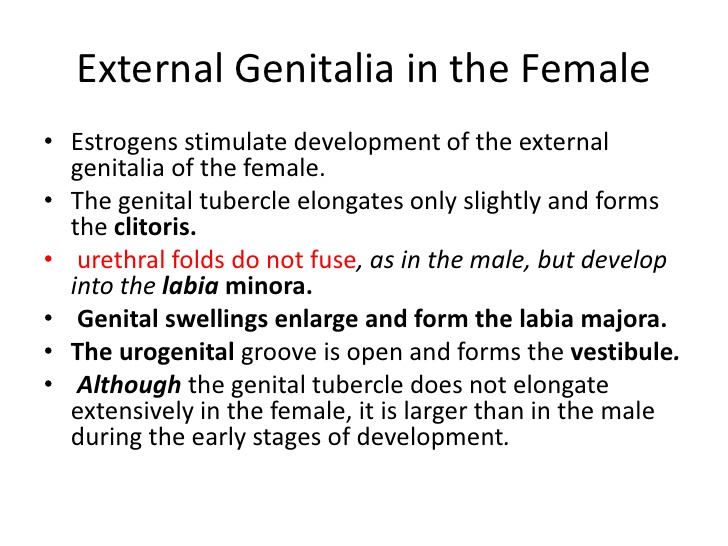 External Genitalia in the Female
• Estrogens stimulate development of the external
genitalia of the female.
• The genital tubercle elongates only slightly and forms
the clitoris.
• urethral folds do not fuse, as in the male, but develop
into the labia minora.
• Genital swellings enlarge and form the labia majora.
• The urogenital groove is open and forms the vestibule.
• Although the genital tubercle does not elongate
extensively in the female, it is larger than in the male
during the early stages of development.